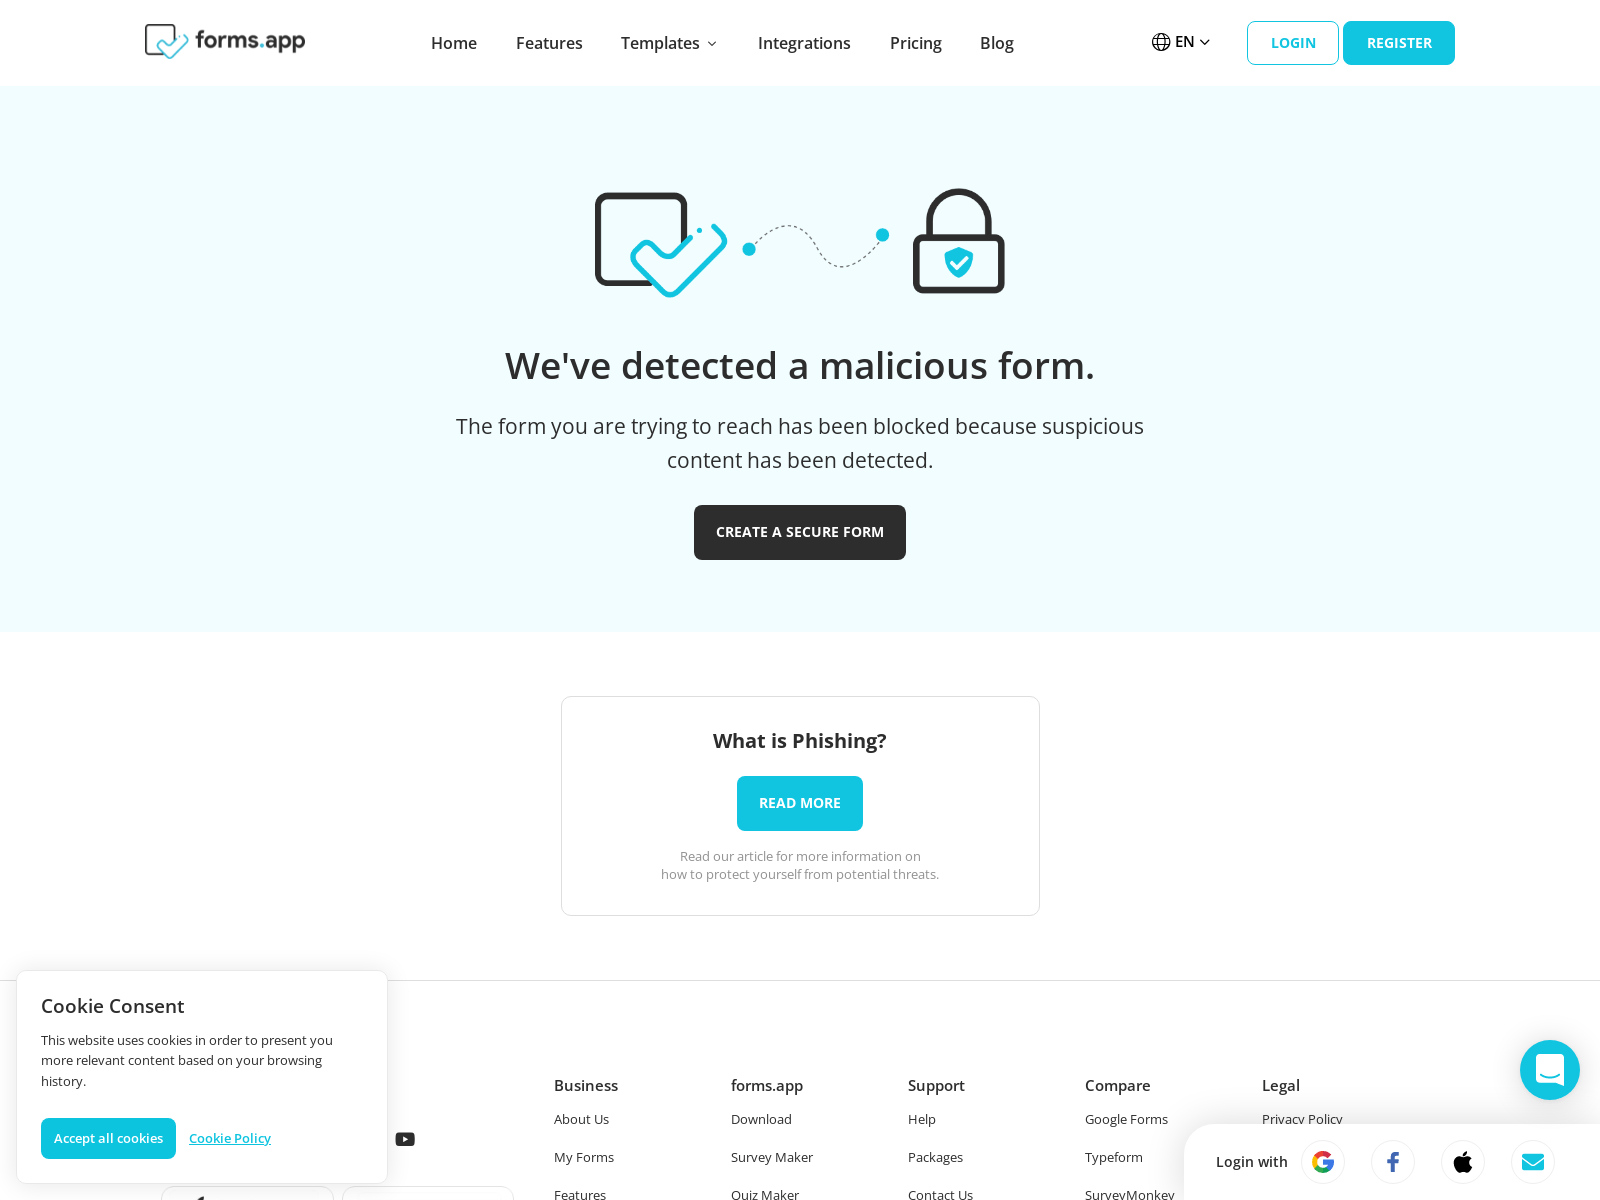 forms.app
Home
Features
Templates
Integrations
Pricing
Blog
EN
LOGIN
REGISTER
We've detected a malicious form.
The form you are trying to reach has been blocked because suspicious
content has been detected.
CREATE A SECURE FORM
What is Phishing?
READ MORE
Read our article for more information on
how to protect yourself from potential threats.
Cookie Consent
This website uses cookies in order to present you
more relevant content based on your browsing
history.
Accept all cookies
Cookie Policy
Business
About Us
My Forms
Features
forms.app
Download
Survey Maker
Quiz Maker
Support
Help
Packages
Contact Us
Compare
Google Forms
Typeform
SurveyMonkey
Legal
Privacy Policy
Login with